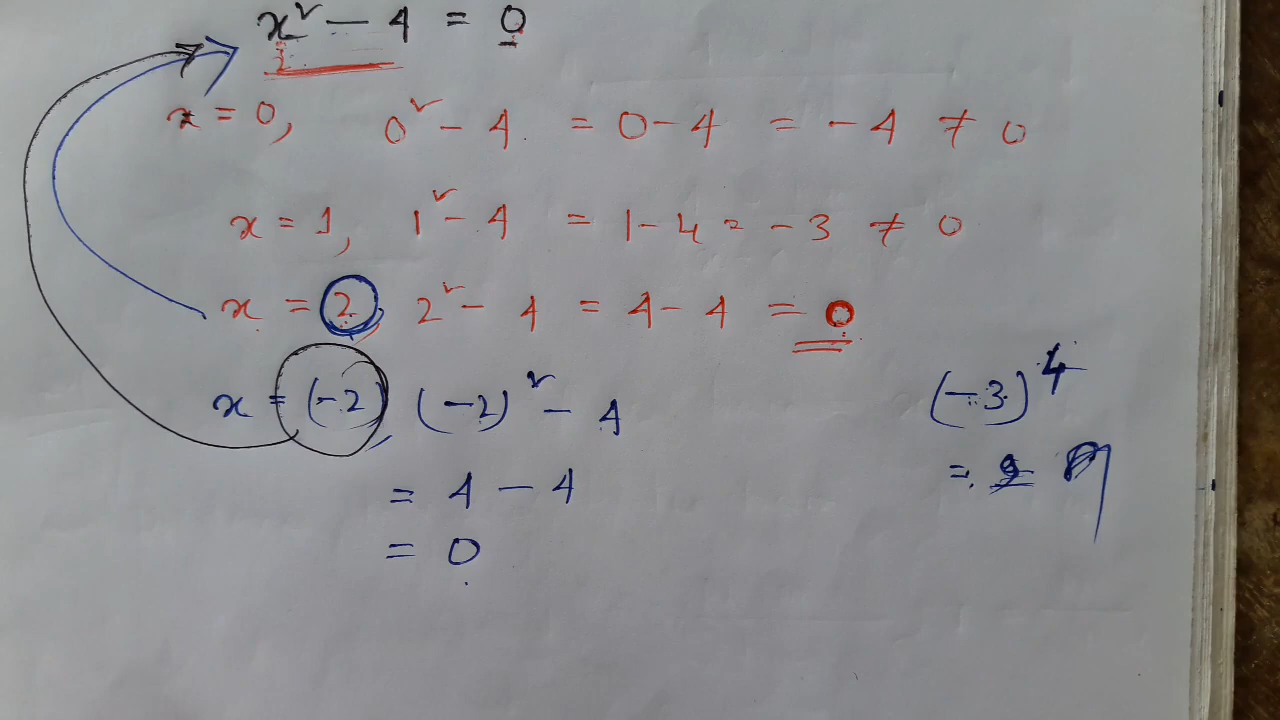 x² − 4 = 0
x = 0, 0² − 4 = 0 − 4 = −4 ≠ 0
x = 1, 1² − 4 = 1 − 4 = −3 ≠ 0
x = 2, 2² − 4 = 4 − 4 = 0
x = (−2), (−2)² − 4
= 4 − 4
= 0
(−3)⁴
=